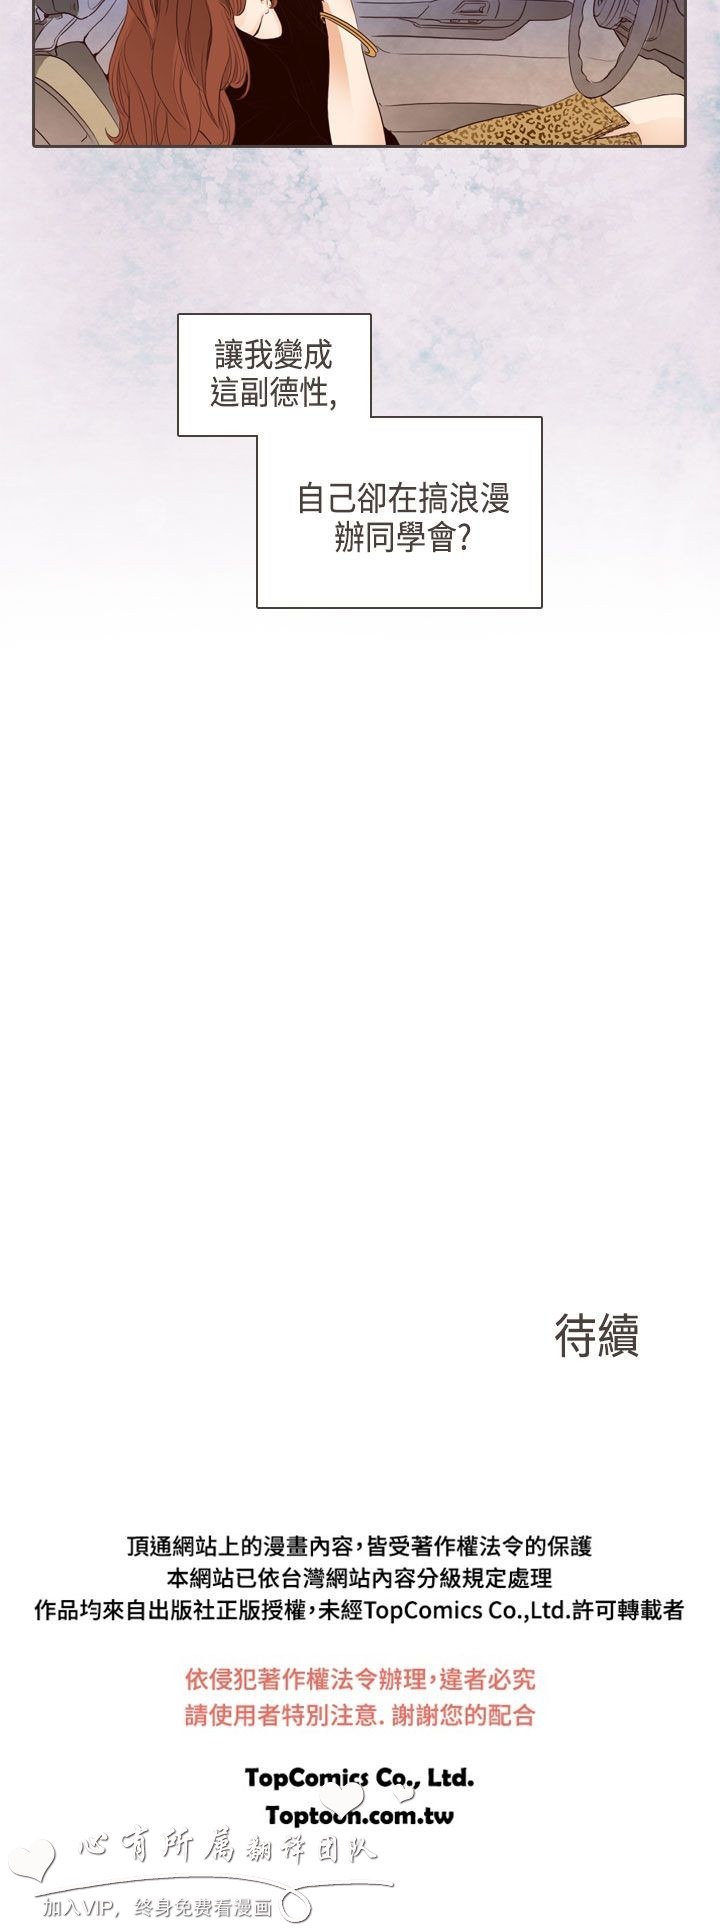 讓我變成
這副德性,
自己卻在搞浪漫
辦同學會?
待續
頂通網站上的漫畫內容,皆受著作權法令的保護
本網站已依台灣網站內容分級規定處理
作品均來自出版社正版授權,未經TopComics Co.,Ltd.許可轉載者
依侵犯著作權法令辦理,違者必究
請使用者特別注意. 謝謝您的配合
TopComics Co., Ltd.
Toptoon.com.tw
心有所属翻译团队
加入VIP，终身免费看漫画